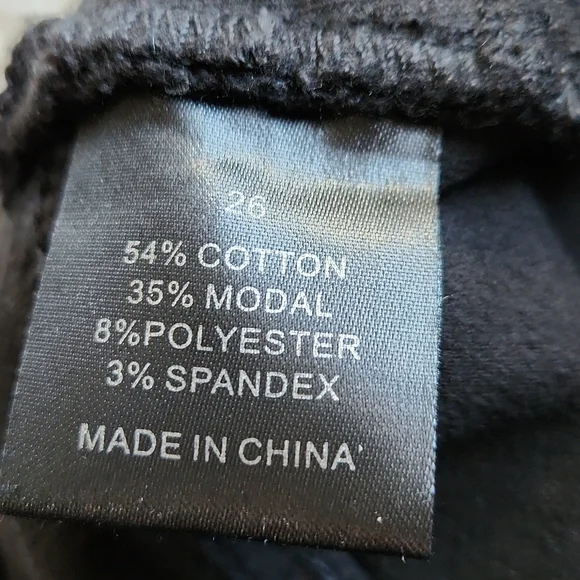 26
54% COTTON
35% MODAL
8%POLYESTER
3% SPANDEX
MADE IN CHINA